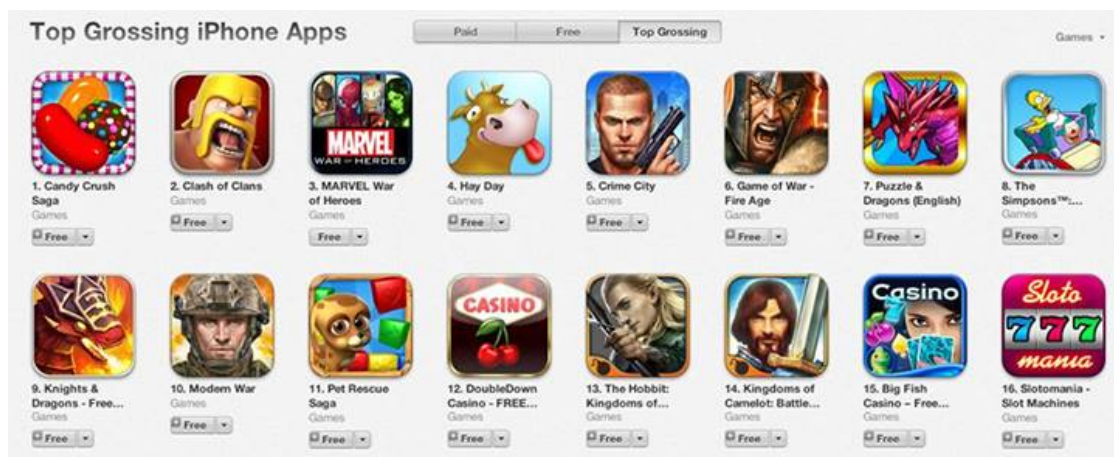 Top Grossing iPhone Apps
Paid
Free
Top Grossing
Games
MARVEL
WAR OF HEROES
1. Candy Crush
Saga
Games
Free
2. Clash of Clans
Games
Free
3. MARVEL War
of Heroes
Games
Free
4. Hay Day
Games
Free
5. Crime City
Games
Free
6. Game of War -
Fire Age
Games
Free
7. Puzzle &
Dragons (English)
Games
Free
8. The
Simpsons™:...
Games
Free
CASINO
Casino
Sloto
777
mania
9. Knights &
Dragons - Free...
Games
Free
10. Modern War
Games
Free
11. Pet Rescue
Saga
Games
Free
12. DoubleDown
Casino - FREE...
Games
Free
13. The Hobbit:
Kingdoms of...
Games
Free
14. Kingdoms of
Camelot: Battle...
Games
Free
15. Big Fish
Casino – Free...
Games
Free
16. Slotomania -
Slot Machines
Games
Free